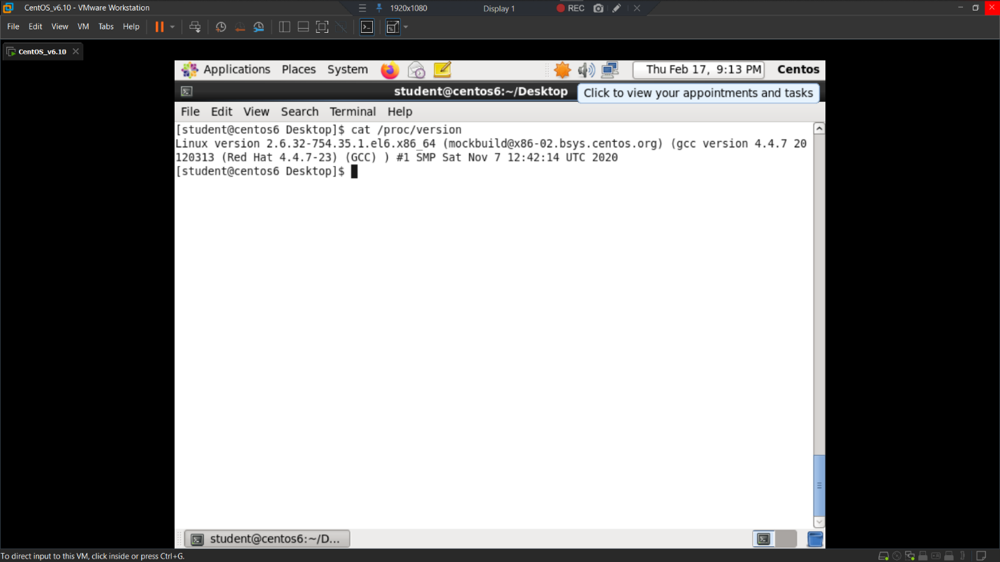 CentOS_v6.10 - VMware Workstation
1920x1080
Display 1
REC
File Edit View VM Tabs Help
CentOS_v6.10
Applications Places System
Thu Feb 17, 9:13 PM
Centos
student@centos6:~/Desktop
Click to view your appointments and tasks
File Edit View Search Terminal Help
[student@centos6 Desktop]$ cat /proc/version
Linux version 2.6.32-754.35.1.el6.x86_64 (mockbuild@x86-02.bsys.centos.org) (gcc version 4.4.7 20
120313 (Red Hat 4.4.7-23) (GCC) ) #1 SMP Sat Nov 7 12:42:14 UTC 2020
[student@centos6 Desktop]$
student@centos6:~/D...
To direct input to this VM, click inside or press Ctrl+G.